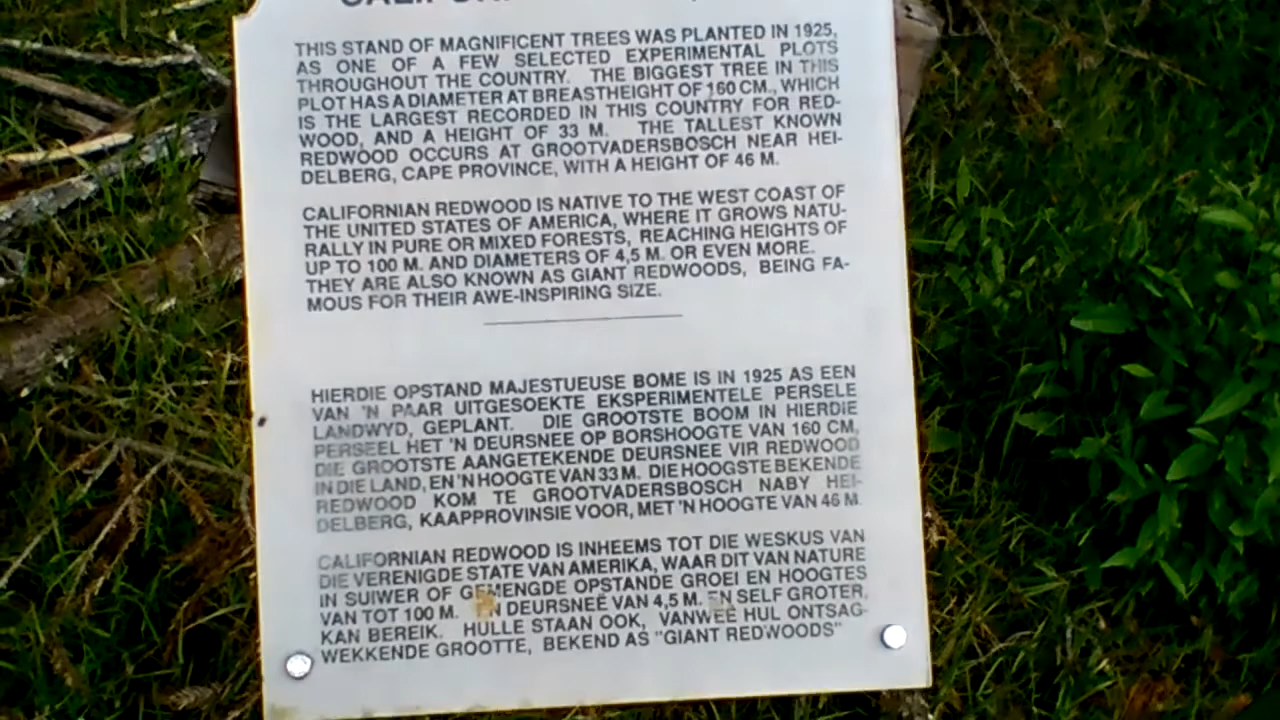 THIS STAND OF MAGNIFICENT TREES WAS PLANTED IN 1925,
AS ONE OF A FEW SELECTED EXPERIMENTAL PLOTS
THROUGHOUT THE COUNTRY. THE BIGGEST TREE IN THIS
PLOT HAS A DIAMETER AT BREASTHEIGHT OF 160 CM., WHICH
IS THE LARGEST RECORDED IN THIS COUNTRY FOR RED-
WOOD, AND A HEIGHT OF 33 M. THE TALLEST KNOWN
REDWOOD OCCURS AT GROOTVADERSBOSCH NEAR HEI-
DELBERG, CAPE PROVINCE, WITH A HEIGHT OF 46 M.
CALIFORNIAN REDWOOD IS NATIVE TO THE WEST COAST OF
THE UNITED STATES OF AMERICA, WHERE IT GROWS NATU-
RALLY IN PURE OR MIXED FORESTS, REACHING HEIGHTS OF
UP TO 100 M. AND DIAMETERS OF 4,5 M. OR EVEN MORE.
THEY ARE ALSO KNOWN AS GIANT REDWOODS, BEING FA-
MOUS FOR THEIR AWE-INSPIRING SIZE.
HIERDIE OPSTAND MAJESTUEUSE BOME IS IN 1925 AS EEN
VAN 'N PAAR UITGESOEKTE EKSPERIMENTELE PERSELE
LANDWYD, GEPLANT. DIE GROOTSTE BOOM IN HIERDIE
PERSEEL HET 'N DEURSNEE OP BORSHOOGTE VAN 160 CM,
DIE GROOTSTE AANGETEKENDE DEURSNEE VIR REDWOOD
IN DIE LAND, EN 'N HOOGTE VAN 33 M. DIE HOOGSTE BEKENDE
REDWOOD KOM TE GROOTVADERSBOSCH NABY HEI-
DELBERG, KAAPPROVINSIE VOOR, MET 'N HOOGTE VAN 46 M.
CALIFORNIAN REDWOOD IS INHEEMS TOT DIE WESKUS VAN
DIE VERENIGDE STATE VAN AMERIKA, WAAR DIT VAN NATURE
IN SUIWER OF GEMENGDE OPSTANDE GROEI EN HOOGTES
VAN TOT 100 M. DEURSNEË VAN 4,5 M. EN SELF GROTER,
KAN BEREIK. HULLE STAAN OOK, VANWEË HUL ONTSAG-
WEKKENDE GROOTTE, BEKEND AS "GIANT REDWOODS"